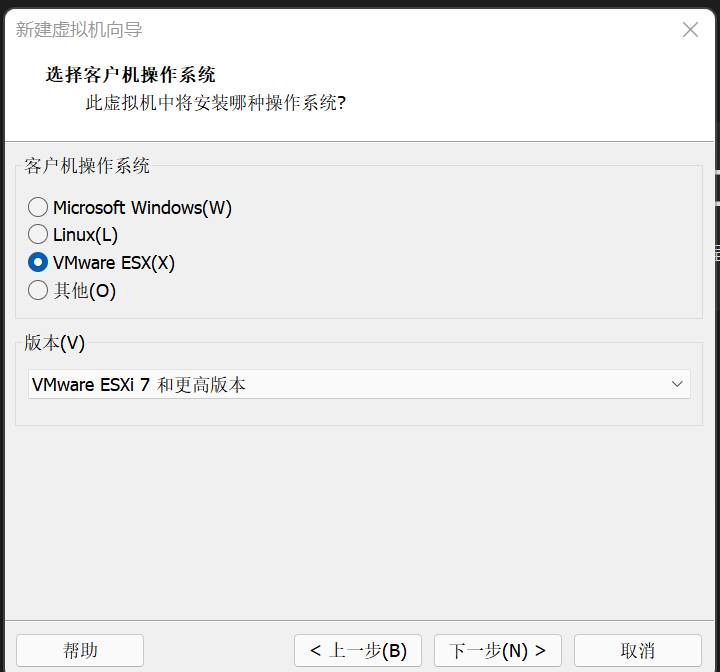 新建虚拟机向导
选择客户机操作系统
此虚拟机中将安装哪种操作系统?
客户机操作系统
Microsoft Windows(W)
Linux(L)
VMware ESX(X)
其他(O)
版本(V)
VMware ESXi 7 和更高版本
帮助
< 上一步(B)
下一步(N) >
取消